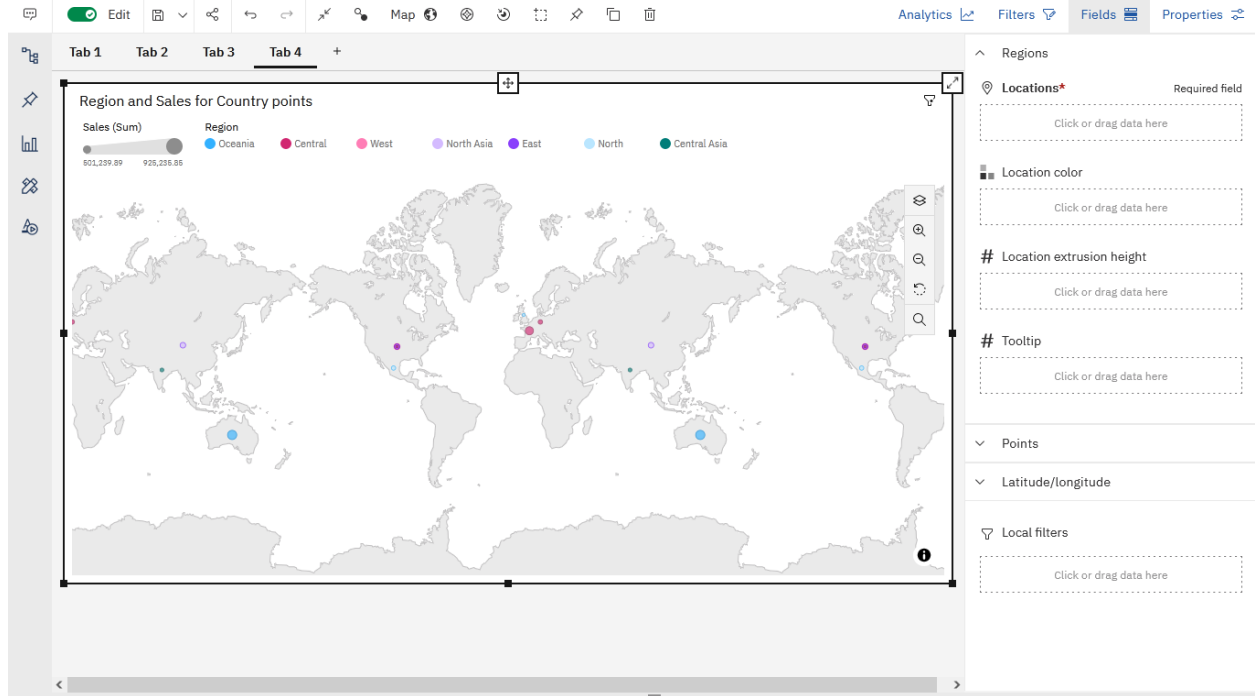 Edit
Map
Analytics
Filters
Fields
Properties
Tab 1
Tab 2
Tab 3
Tab 4
+
Region and Sales for Country points
Sales (Sum)
501,239.89
925,235.85
Region
Oceania
Central
West
North Asia
East
North
Central Asia
Regions
Locations*
Required field
Click or drag data here
Location color
Click or drag data here
# Location extrusion height
Click or drag data here
# Tooltip
Click or drag data here
Points
Latitude/longitude
Local filters
Click or drag data here